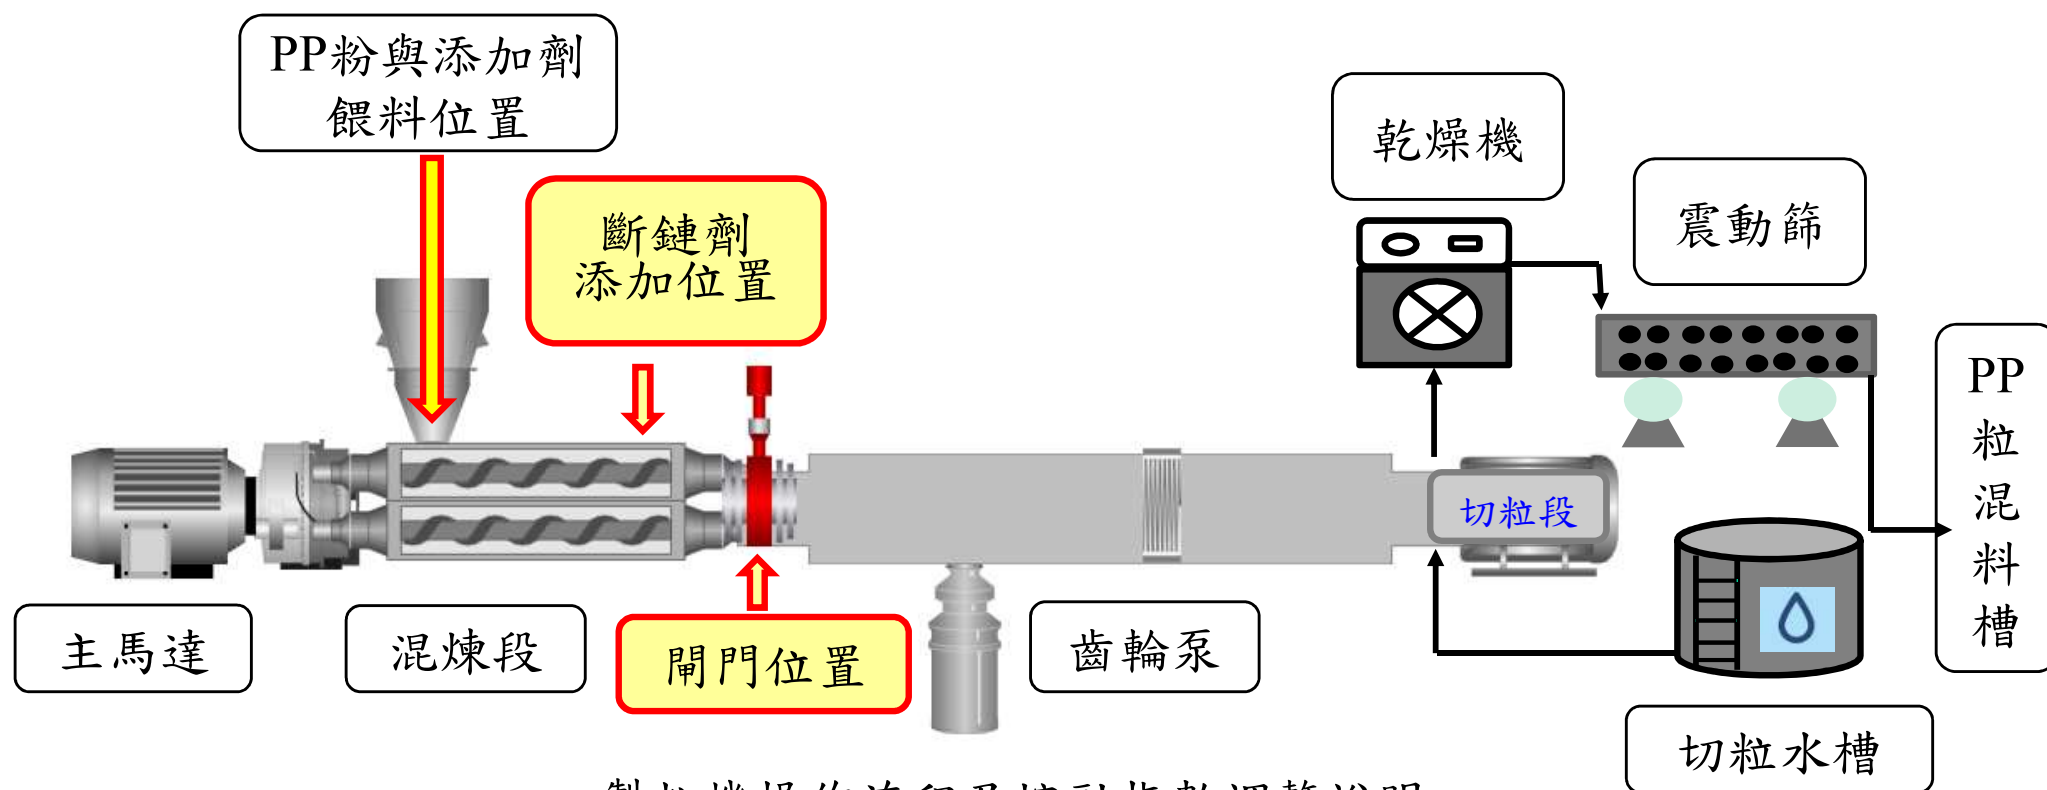 PP粉與添加劑
餵料位置
斷鏈劑
添加位置
乾燥機
震動篩
PP
粒
混
料
槽
切粒段
主馬達
混煉段
閘門位置
齒輪泵
切粒水槽